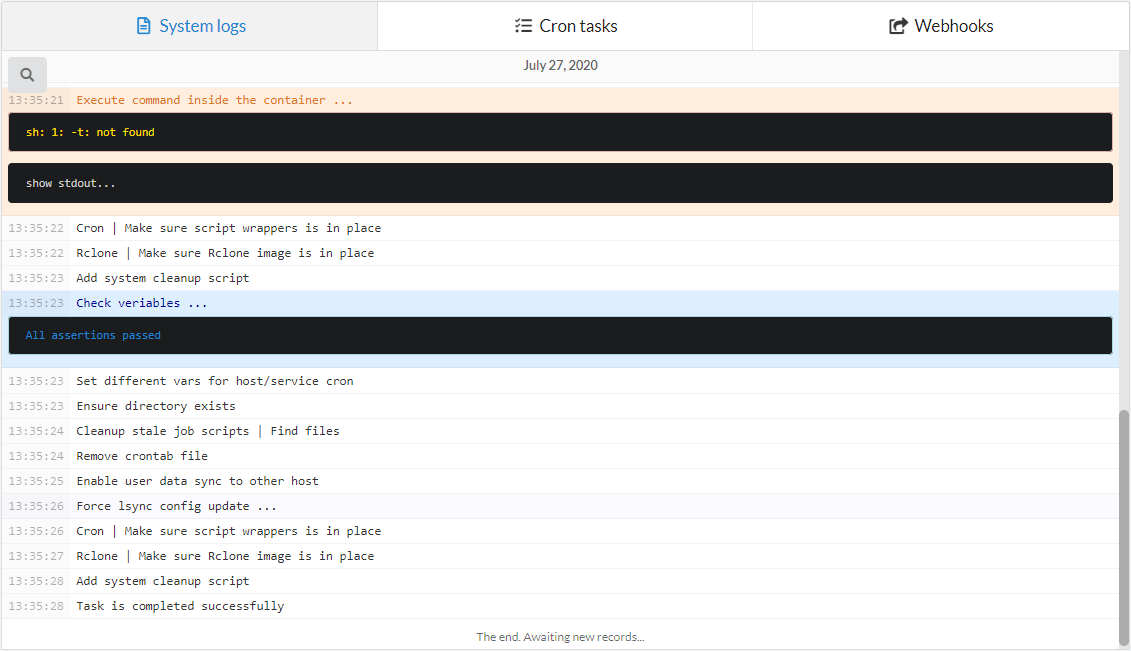 System logs
Cron tasks
Webhooks
July 27, 2020
13:35:21 Execute command inside the container ...
sh: 1: -t: not found
show stdout...
13:35:22 Cron | Make sure script wrappers is in place
13:35:22 Rclone | Make sure Rclone image is in place
13:35:23 Add system cleanup script
13:35:23 Check veriables ...
All assertions passed
13:35:23 Set different vars for host/service cron
13:35:23 Ensure directory exists
13:35:24 Cleanup stale job scripts | Find files
13:35:24 Remove crontab file
13:35:25 Enable user data sync to other host
13:35:26 Force lsync config update ...
13:35:26 Cron | Make sure script wrappers is in place
13:35:27 Rclone | Make sure Rclone image is in place
13:35:28 Add system cleanup script
13:35:28 Task is completed successfully
The end. Awaiting new records...